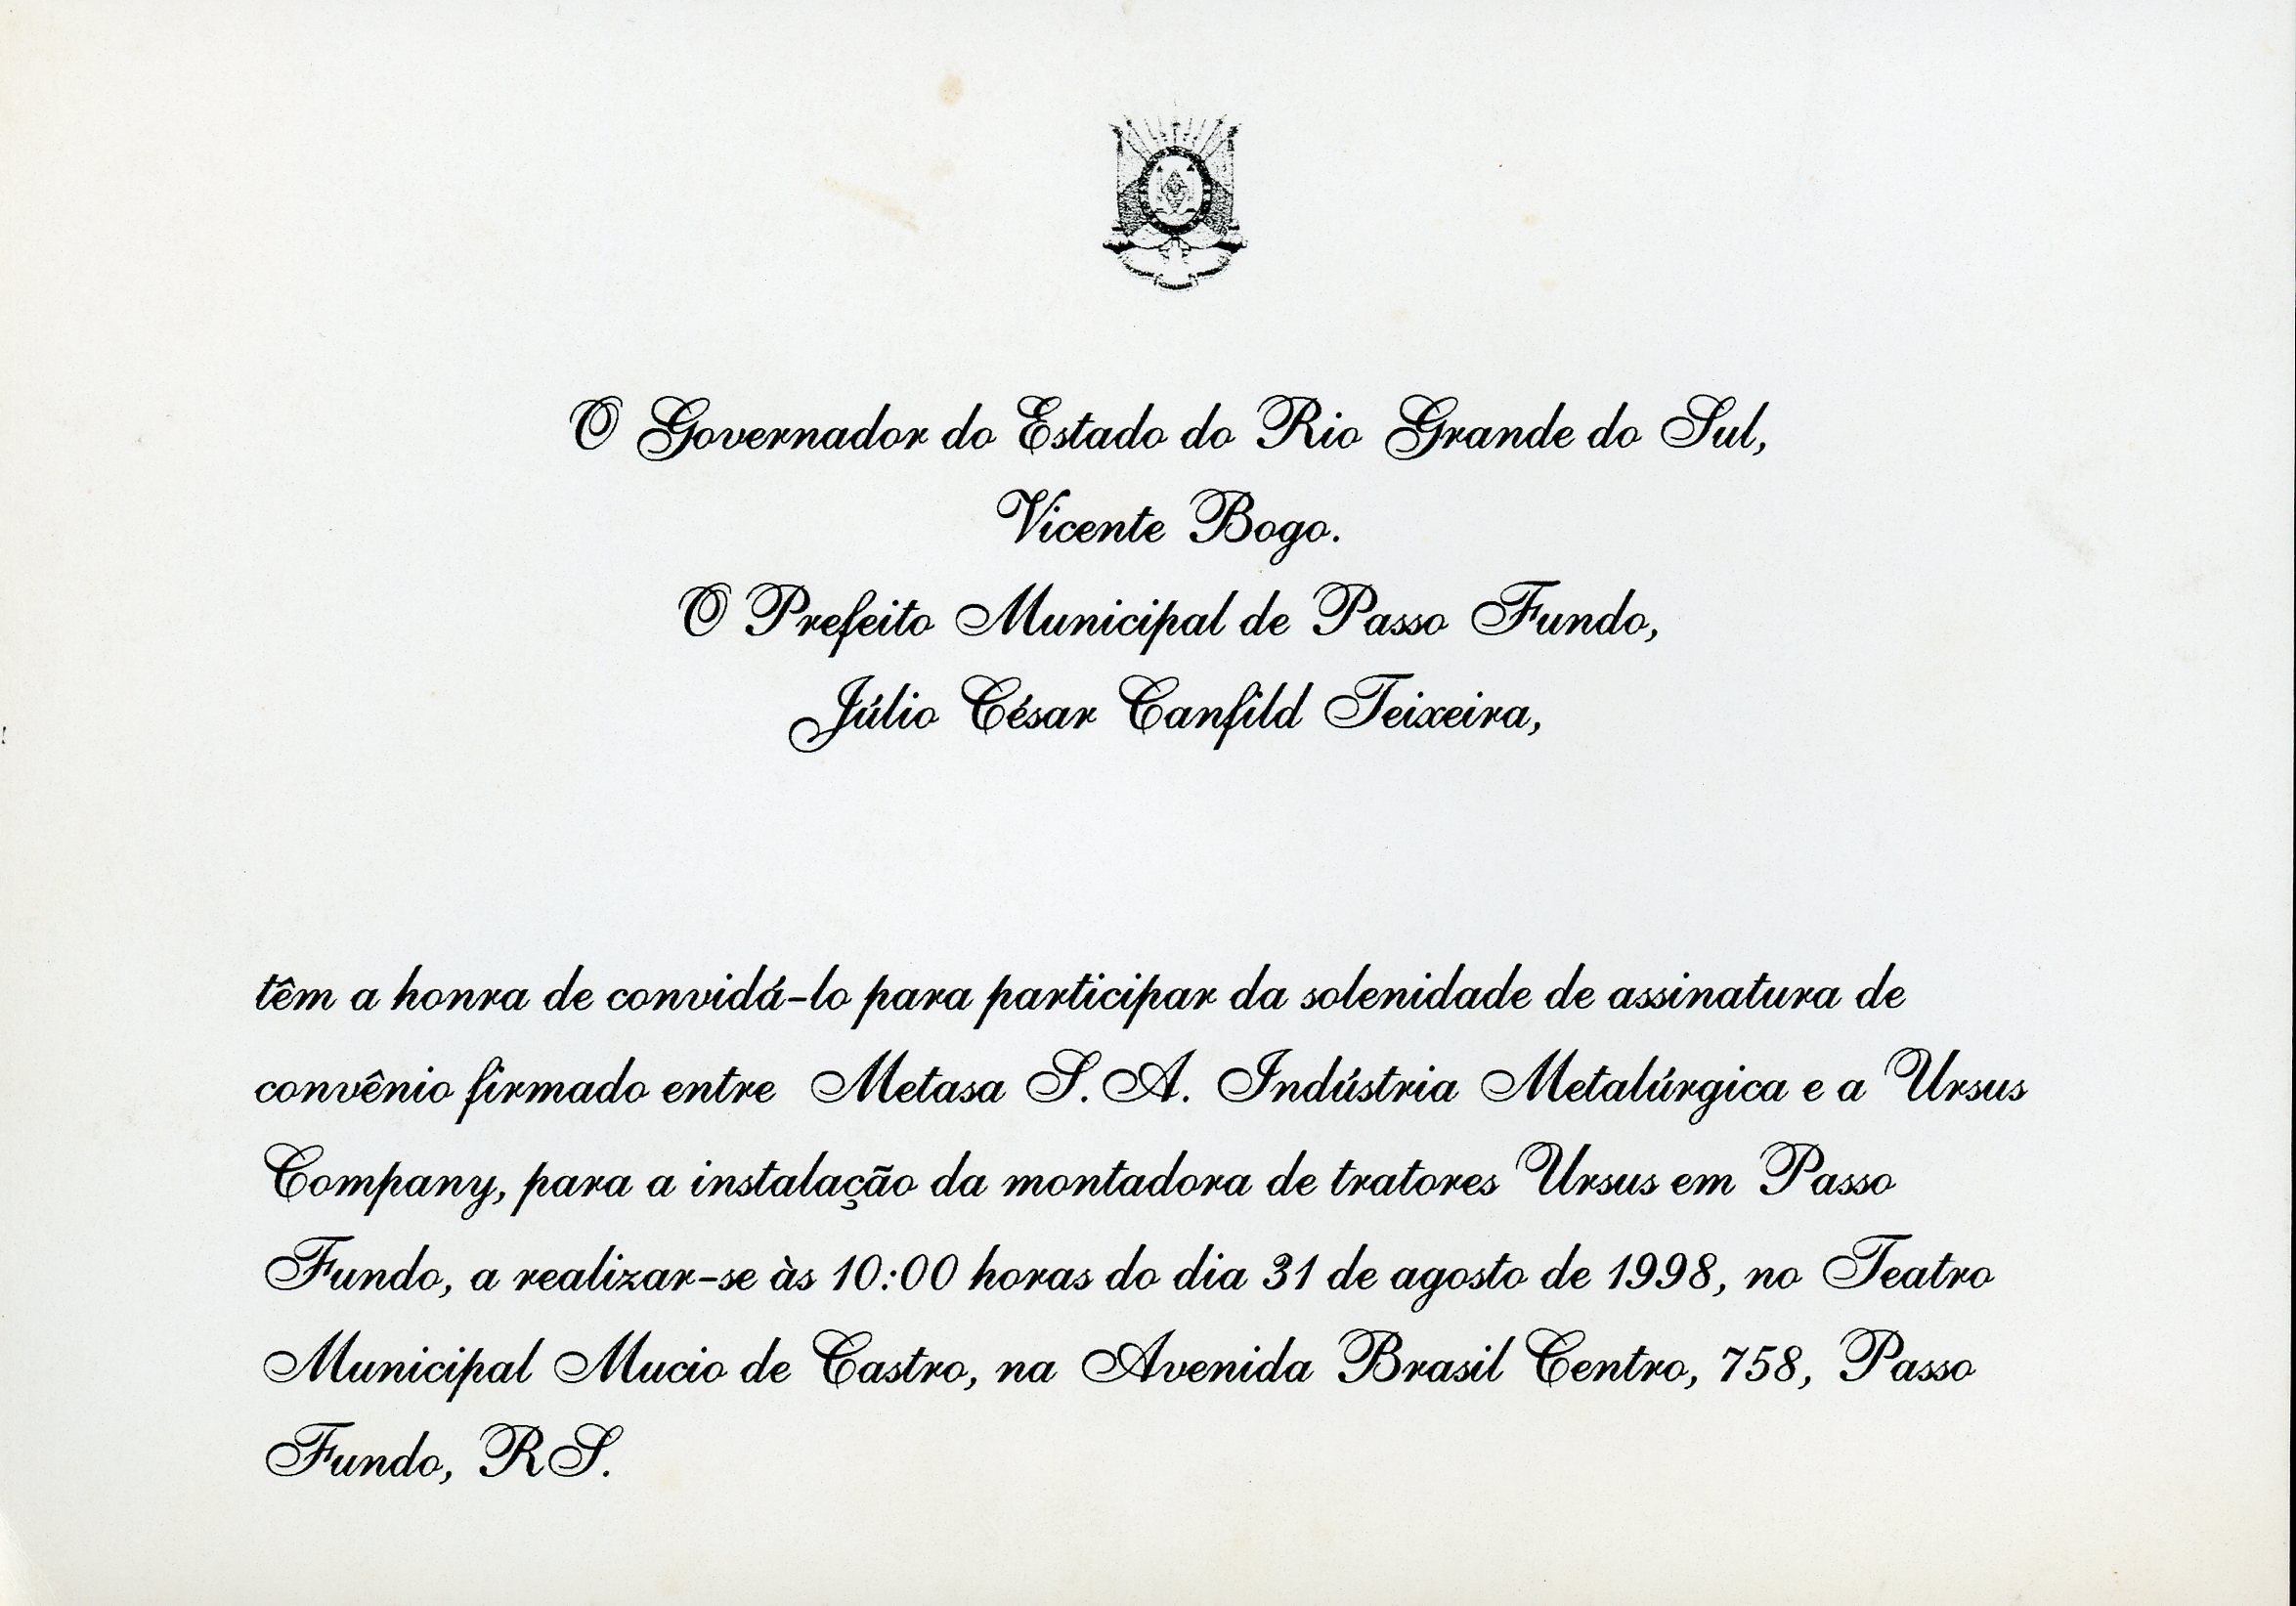 O Governador do Estado do Rio Grande do Sul,
Vicente Bogo.
O Prefeito Municipal de Passo Fundo,
Júlio César Canfild Teixeira,
têm a honra de convidá-lo para participar da solenidade de assinatura de
convênio firmado entre Metasa S.A. Indústria Metalúrgica e a Ursus
Company, para a instalação da montadora de tratores Ursus em Passo
Fundo, a realizar-se às 10:00 horas do dia 31 de agosto de 1998, no Teatro
Municipal Mucio de Castro, na Avenida Brasil Centro, 758, Passo
Fundo, RS.